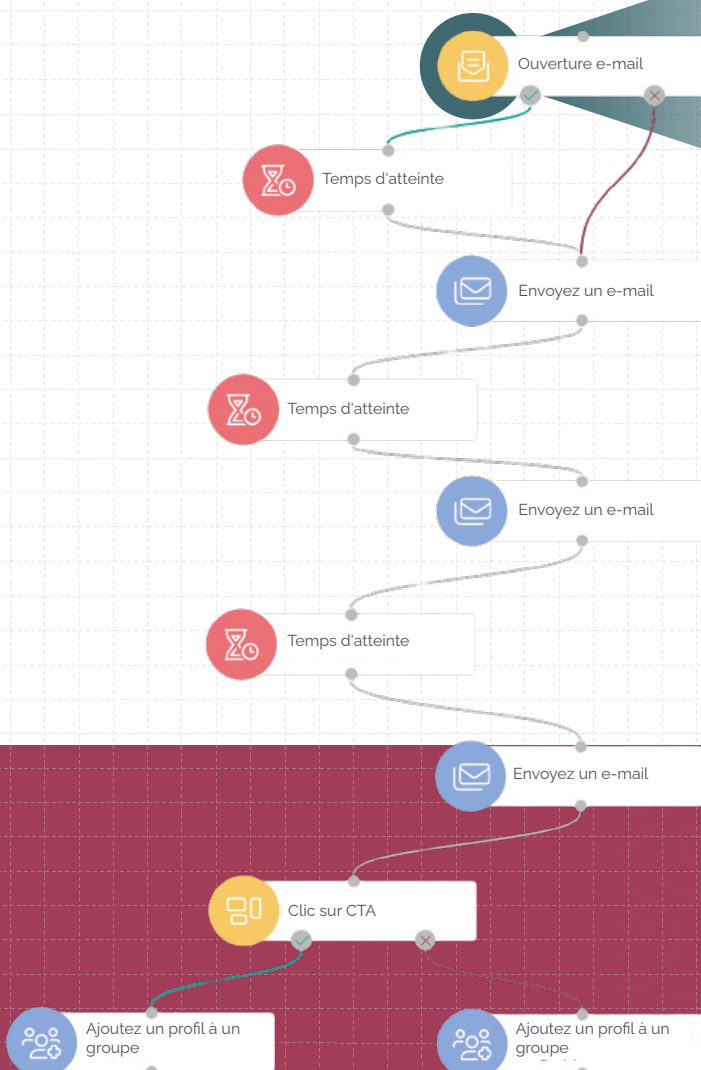 Ouverture e-mail
Temps d'atteinte
Envoyez un e-mail
Temps d'atteinte
Envoyez un e-mail
Temps d'atteinte
Envoyez un e-mail
Clic sur CTA
Ajoutez un profil à un
groupe
Ajoutez un profil à un
groupe